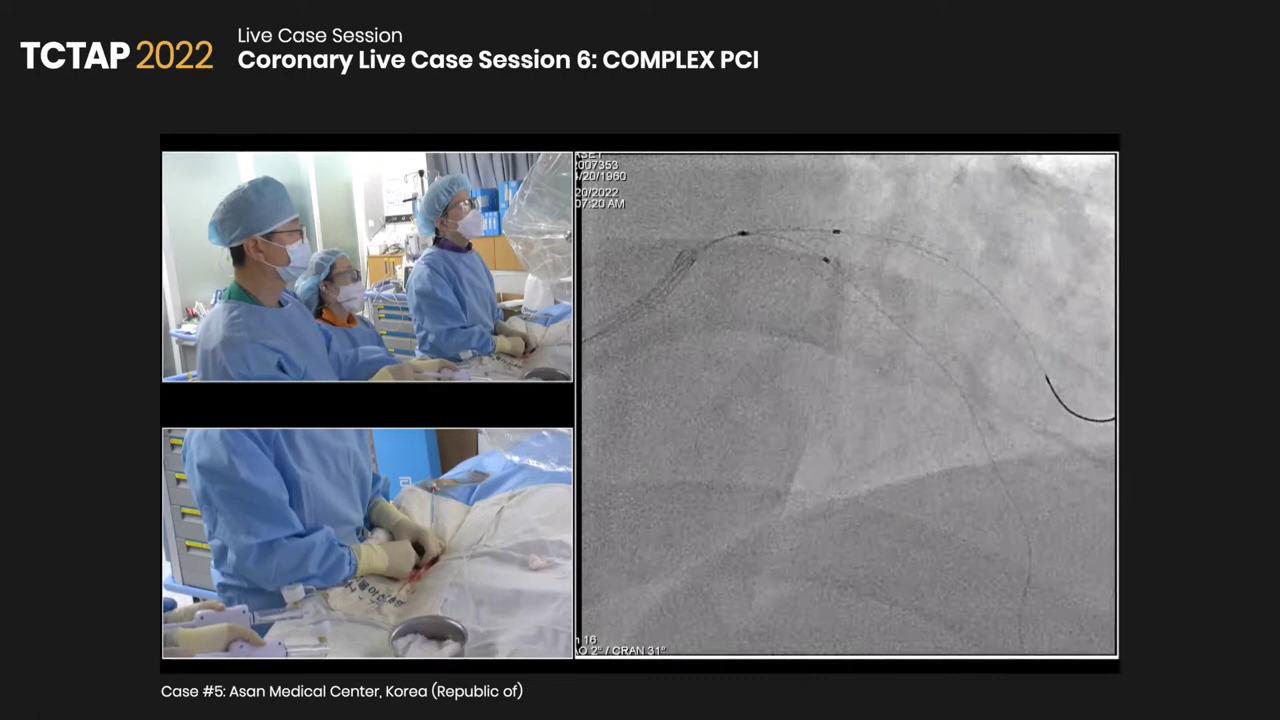 Live Case Session
TCTAP 2022
Coronary Live Case Session 6: COMPLEX PCI
007353
/20/1960
20/2022
07:20 AM
16
2° / CRAN 31°
Case #5: Asan Medical Center, Korea (Republic of)